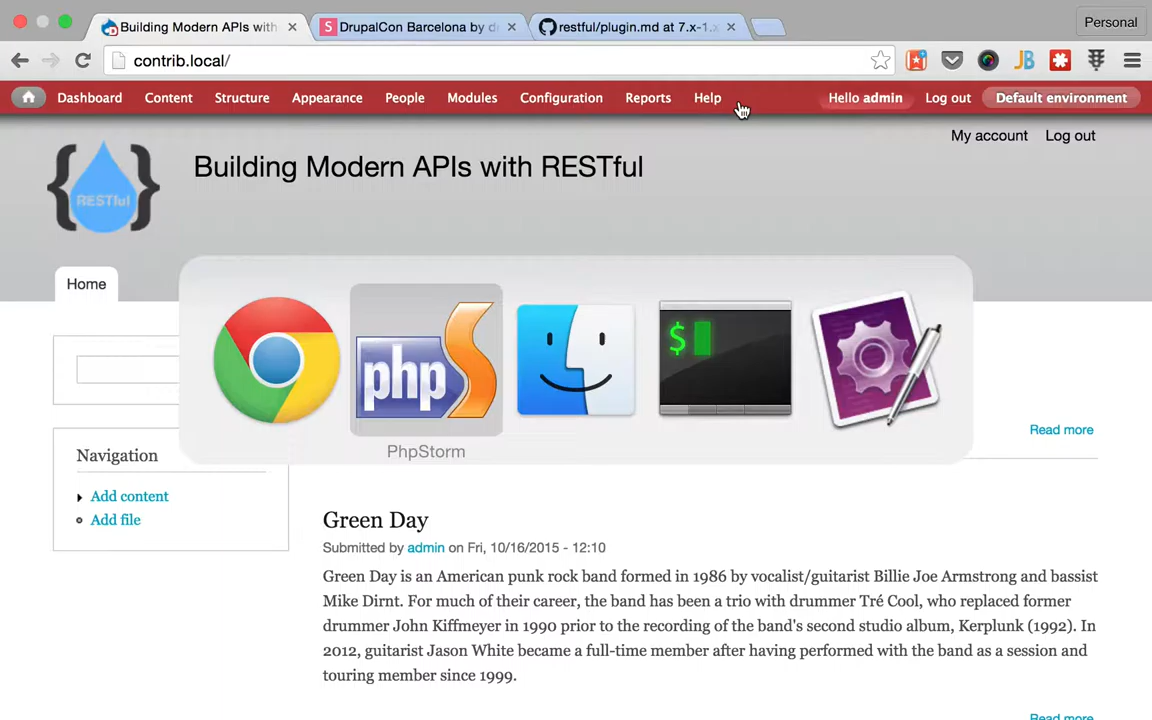 Building Modern APIs with
DrupalCon Barcelona by d
restful/plugin.md at 7.x-1.
Personal
contrib.local/
JB
Dashboard Content Structure Appearance People Modules Configuration Reports Help Hello admin Log out Default environment
My account Log out
RESTful
Building Modern APIs with RESTful
Home
php
$
PhpStorm
Read more
Navigation
Add content
Add file
Green Day
Submitted by admin on Fri, 10/16/2015 - 12:10
Green Day is an American punk rock band formed in 1986 by vocalist/guitarist Billie Joe Armstrong and bassist
Mike Dirnt. For much of their career, the band has been a trio with drummer Tré Cool, who replaced former
drummer John Kiffmeyer in 1990 prior to the recording of the band's second studio album, Kerplunk (1992). In
2012, guitarist Jason White became a full-time member after having performed with the band as a session and
touring member since 1999.
Read more